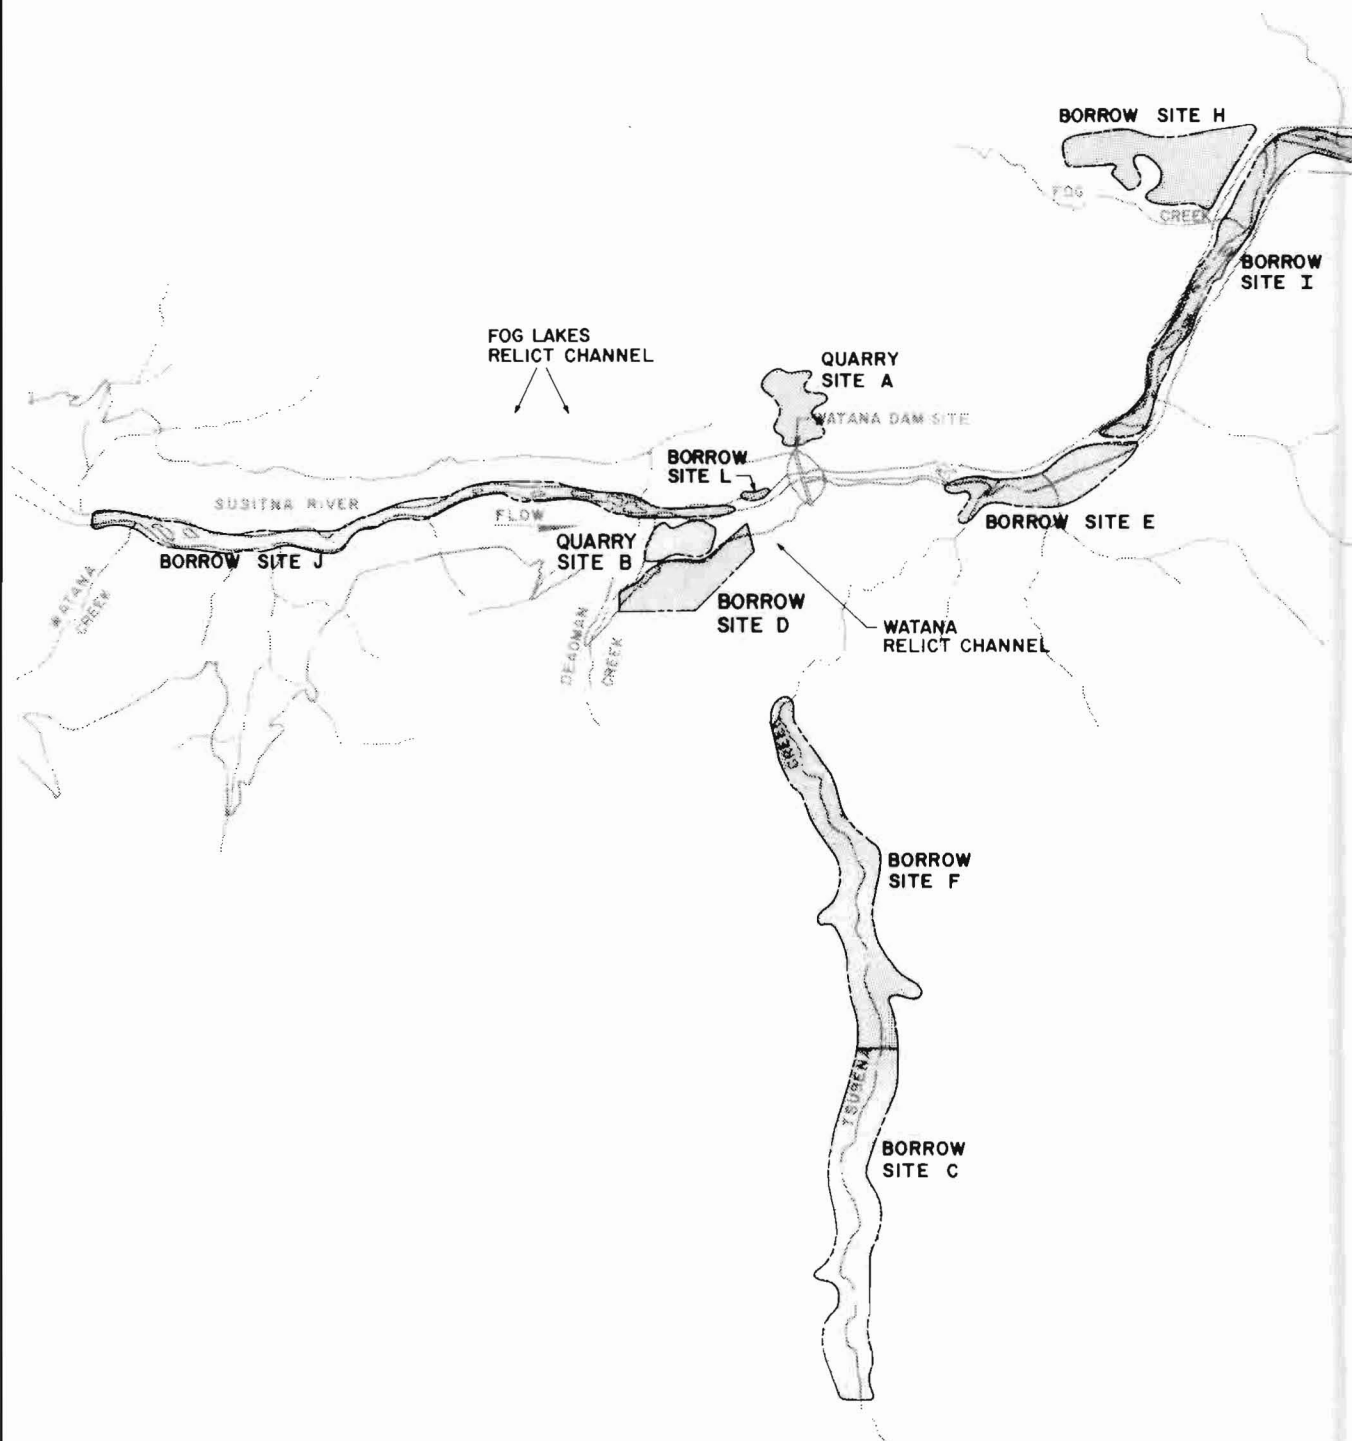 BORROW SITE H
FOG
CREEK
BORROW
SITE I
FOG LAKES
RELICT CHANNEL
QUARRY
SITE A
WATANA DAM SITE
BORROW
SITE L
SUSITNA RIVER
FLOW
BORROW SITE E
QUARRY
SITE B
BORROW SITE J
WATANA
CREEK
BORROW
SITE D
WATANA
RELICT CHANNEL
DEADMAN
CREEK
CREEK
BORROW
SITE F
TSUSENA
BORROW
SITE C